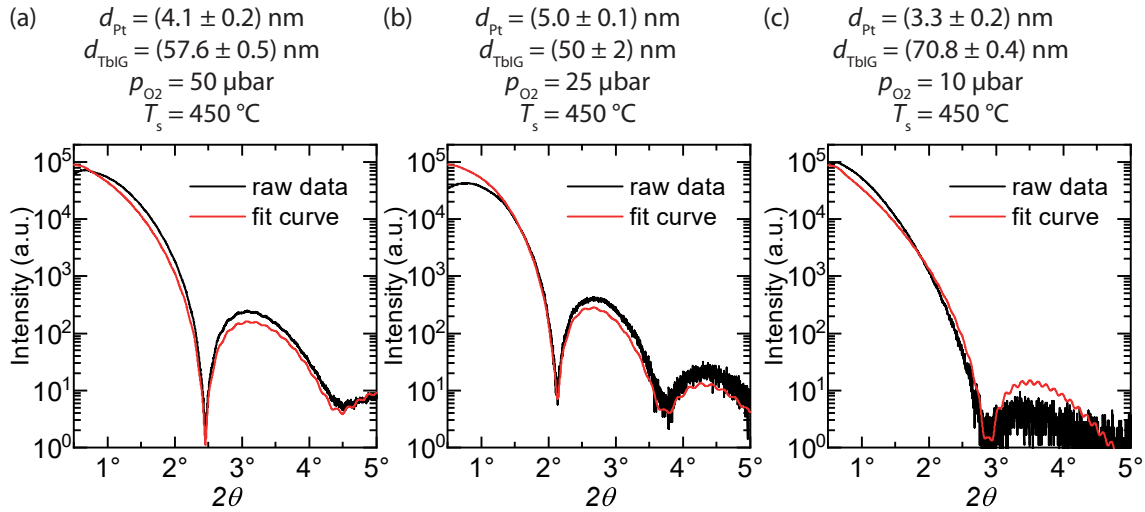 (a)
d_Pt = (4.1 ± 0.2) nm
d_TbIG = (57.6 ± 0.5) nm
p_O2 = 50 µbar
T_s = 450 °C
10^5
10^4
10^3
10^2
10^1
10^0
Intensity (a.u.)
raw data
fit curve
1° 2° 3° 4° 5°
2θ
(b)
d_Pt = (5.0 ± 0.1) nm
d_TbIG = (50 ± 2) nm
p_O2 = 25 µbar
T_s = 450 °C
10^5
10^4
10^3
10^2
10^1
10^0
Intensity (a.u.)
raw data
fit curve
1° 2° 3° 4° 5°
2θ
(c)
d_Pt = (3.3 ± 0.2) nm
d_TbIG = (70.8 ± 0.4) nm
p_O2 = 10 µbar
T_s = 450 °C
10^5
10^4
10^3
10^2
10^1
10^0
Intensity (a.u.)
raw data
fit curve
1° 2° 3° 4° 5°
2θ